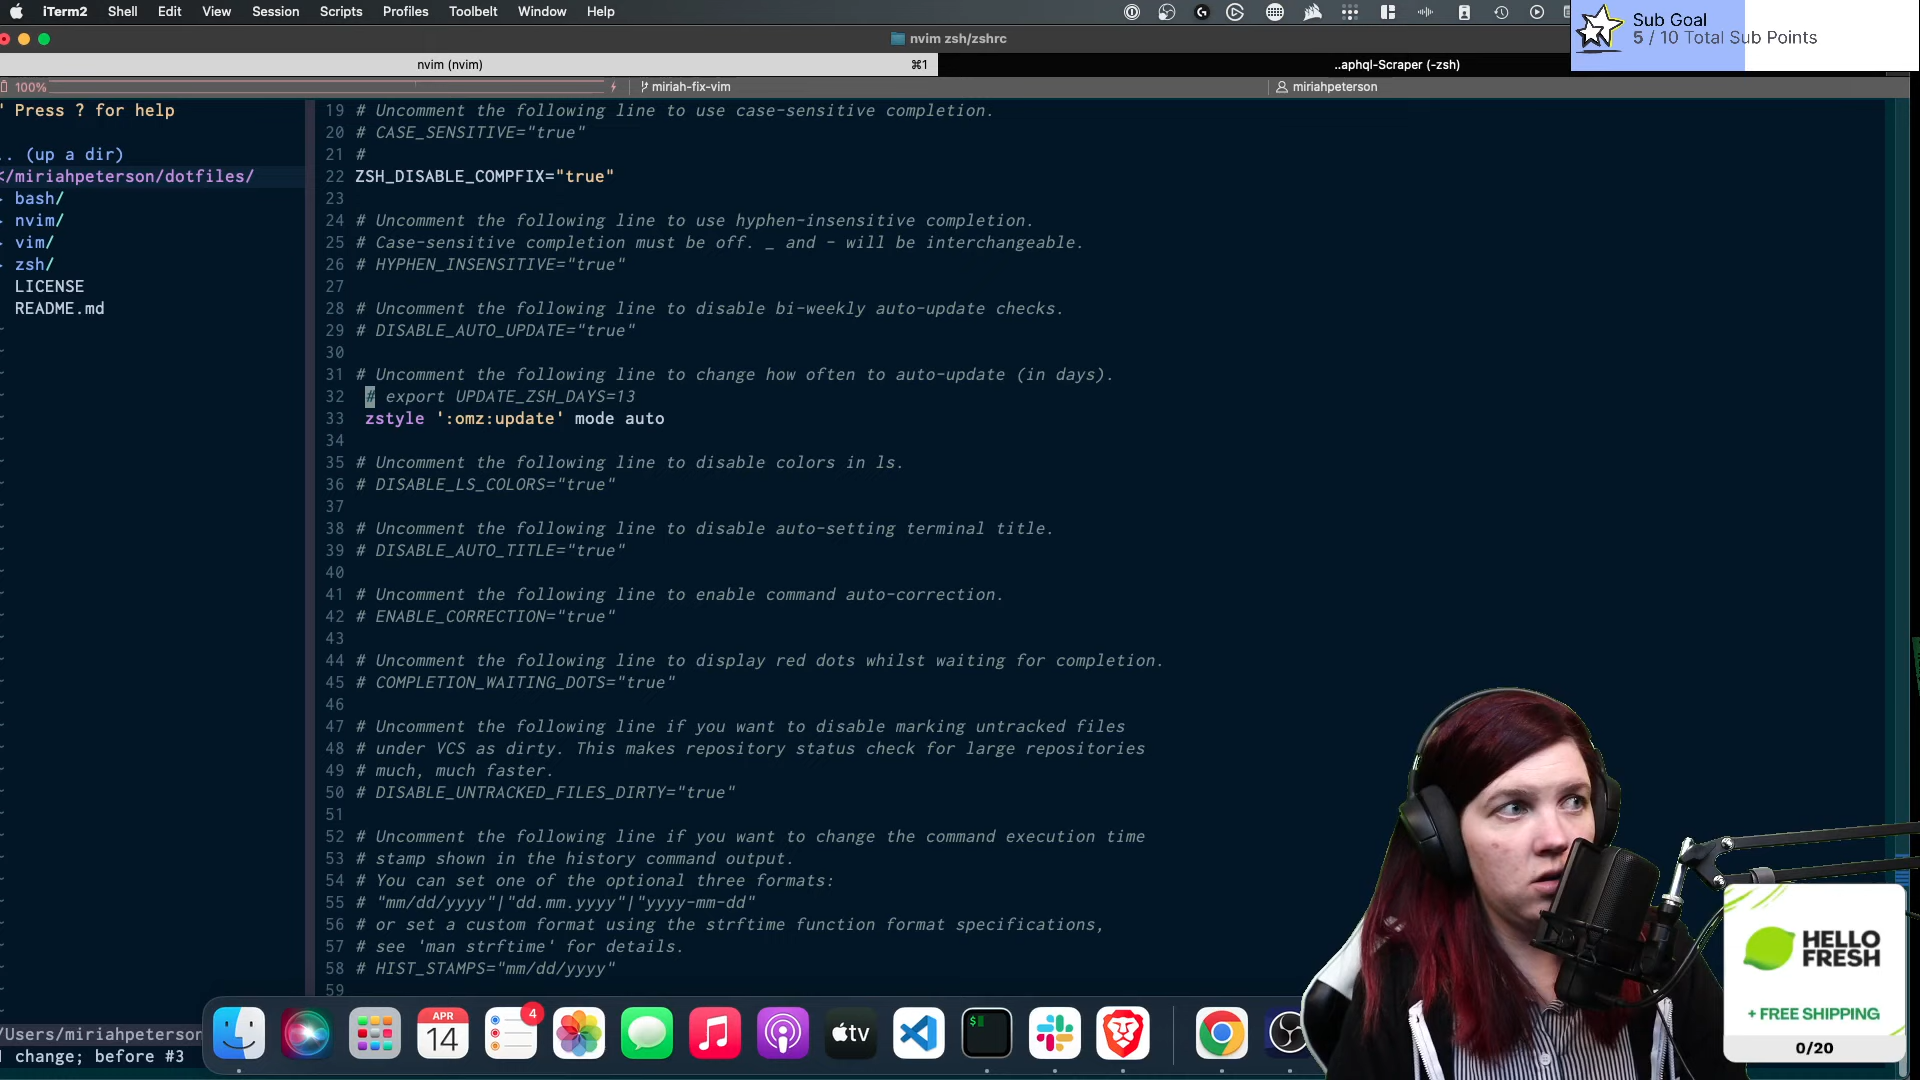 iTerm2 Shell Edit View Session Scripts Profiles Toolbelt Window Help
Sub Goal
5 / 10 Total Sub Points
nvim zsh/zshrc
nvim (nvim) ⌘1
..aphql-Scraper (-zsh)
100%
miriah-fix-vim
miriahpeterson
" Press ? for help
.. (up a dir)
</miriahpeterson/dotfiles/
bash/
nvim/
vim/
zsh/
LICENSE
README.md
19 # Uncomment the following line to use case-sensitive completion.
20 # CASE_SENSITIVE="true"
21 #
22 ZSH_DISABLE_COMPFIX="true"
23
24 # Uncomment the following line to use hyphen-insensitive completion.
25 # Case-sensitive completion must be off. _ and - will be interchangeable.
26 # HYPHEN_INSENSITIVE="true"
27
28 # Uncomment the following line to disable bi-weekly auto-update checks.
29 # DISABLE_AUTO_UPDATE="true"
30
31 # Uncomment the following line to change how often to auto-update (in days).
32 # export UPDATE_ZSH_DAYS=13
33 zstyle ':omz:update' mode auto
34
35 # Uncomment the following line to disable colors in ls.
36 # DISABLE_LS_COLORS="true"
37
38 # Uncomment the following line to disable auto-setting terminal title.
39 # DISABLE_AUTO_TITLE="true"
40
41 # Uncomment the following line to enable command auto-correction.
42 # ENABLE_CORRECTION="true"
43
44 # Uncomment the following line to display red dots whilst waiting for completion.
45 # COMPLETION_WAITING_DOTS="true"
46
47 # Uncomment the following line if you want to disable marking untracked files
48 # under VCS as dirty. This makes repository status check for large repositories
49 # much, much faster.
50 # DISABLE_UNTRACKED_FILES_DIRTY="true"
51
52 # Uncomment the following line if you want to change the command execution time
53 # stamp shown in the history command output.
54 # You can set one of the optional three formats:
55 # "mm/dd/yyyy"|"dd.mm.yyyy"|"yyyy-mm-dd"
56 # or set a custom format using the strftime function format specifications,
57 # see 'man strftime' for details.
58 # HIST_STAMPS="mm/dd/yyyy"
59
/Users/miriahpeterson
1 change; before #3
APR
14
4
tv
$
HELLO
FRESH
+ FREE SHIPPING
0/20